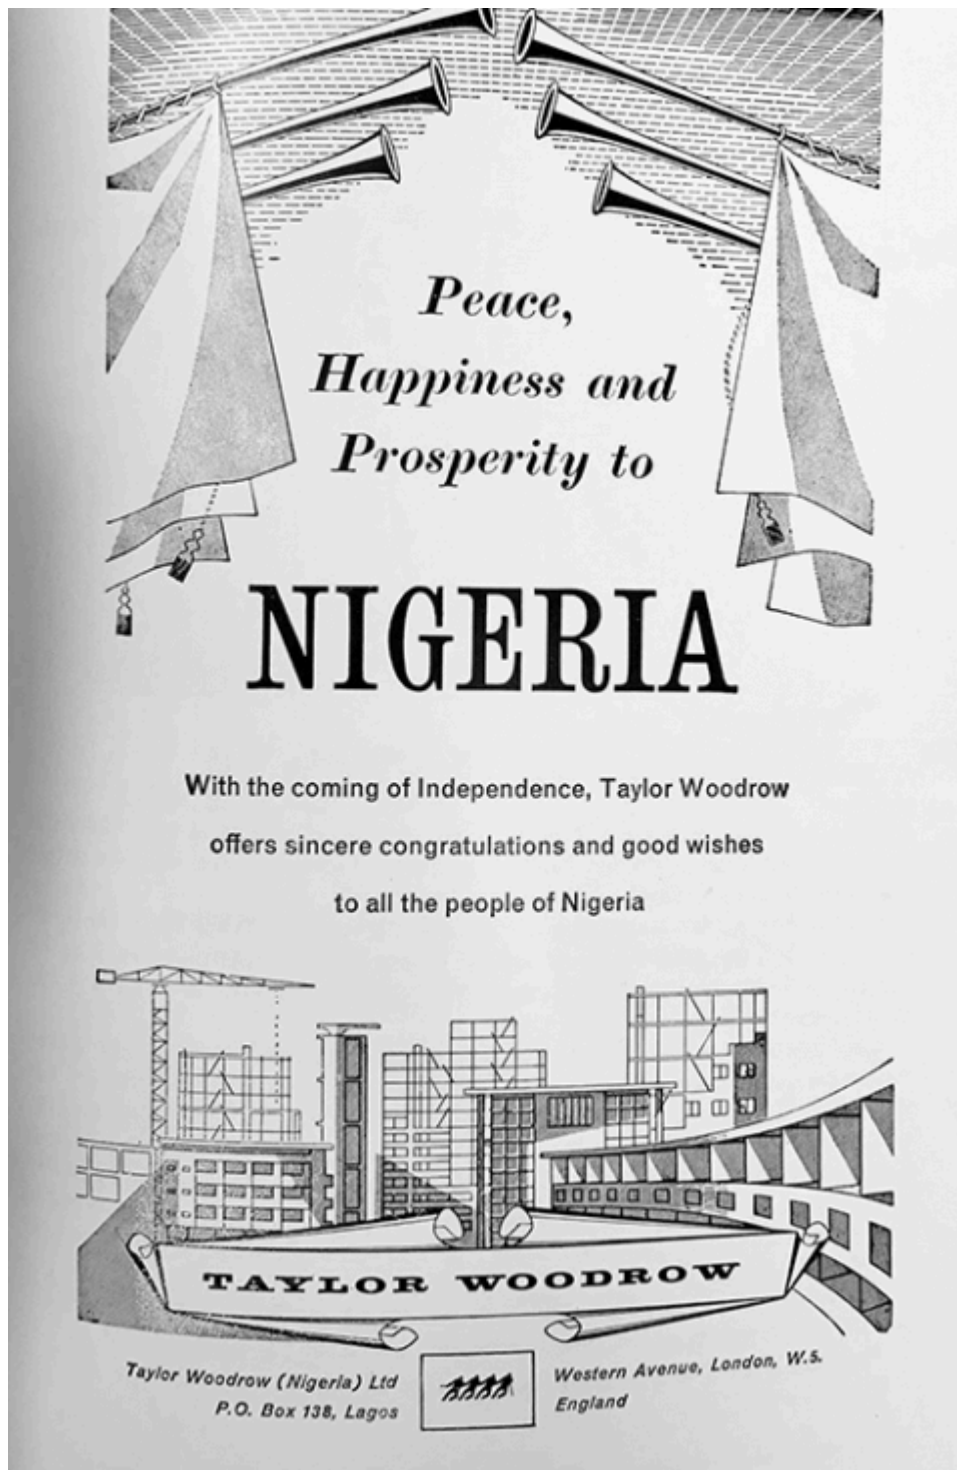 Peace,
Happiness and
Prosperity to
NIGERIA
With the coming of Independence, Taylor Woodrow
offers sincere congratulations and good wishes
to all the people of Nigeria
TAYLOR WOODROW
Taylor Woodrow (Nigeria) Ltd
P.O. Box 138, Lagos
Western Avenue, London, W.5.
England